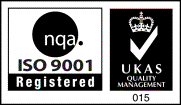 nqa.
ISO 9001
Registered
UKAS
QUALITY
MANAGEMENT
015